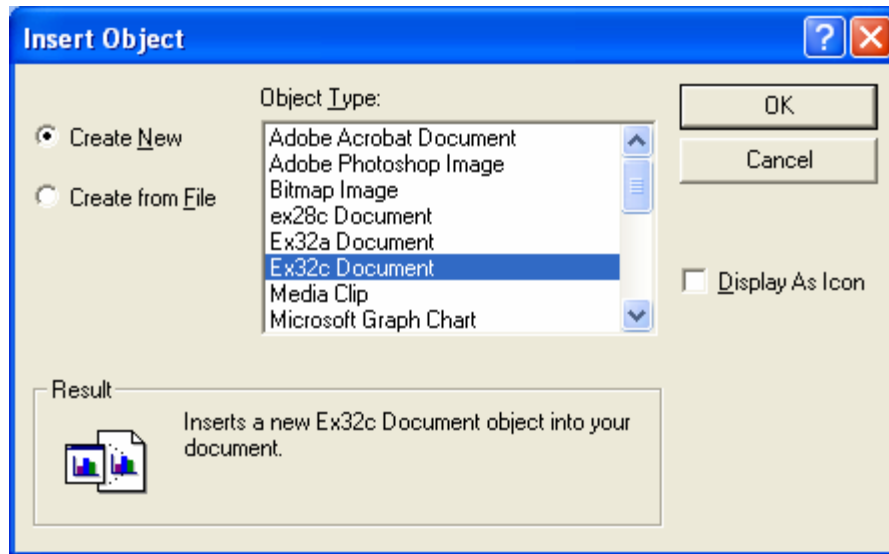 Insert Object
Object Type:
Create New
Create from File
Adobe Acrobat Document
Adobe Photoshop Image
Bitmap Image
ex28c Document
Ex32a Document
Ex32c Document
Media Clip
Microsoft Graph Chart
OK
Cancel
Display As Icon
Result
Inserts a new Ex32c Document object into your
document.